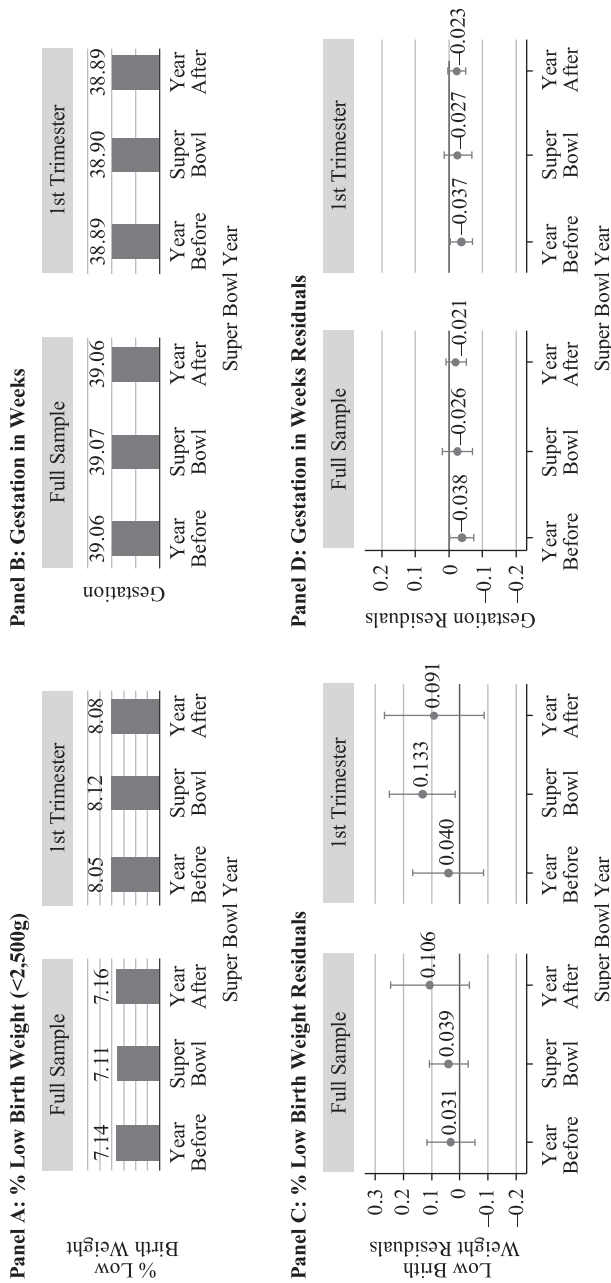 Panel A: % Low Birth Weight (<2,500g)
% Low
Birth Weight
Full Sample
7.14
7.11
7.16
Year
Before
Super
Bowl
Year
After
1st Trimester
8.05
8.12
8.08
Year
Before
Super
Bowl
Year
After
Super Bowl Year
Panel B: Gestation in Weeks
Gestation
Full Sample
39.06
39.07
39.06
Year
Before
Super
Bowl
Year
After
1st Trimester
38.89
38.90
38.89
Year
Before
Super
Bowl
Year
After
Super Bowl Year
Panel C: % Low Birth Weight Residuals
Low Brith
Weight Residuals
0.3
0.2
0.1
0
−0.1
−0.2
Full Sample
0.031
0.039
0.106
Year
Before
Super
Bowl
Year
After
1st Trimester
0.040
0.133
0.091
Year
Before
Super
Bowl
Year
After
Super Bowl Year
Panel D: Gestation in Weeks Residuals
Gestation Residuals
0.2
0.1
0
−0.1
−0.2
Full Sample
−0.038
−0.026
−0.021
Year
Before
Super
Bowl
Year
After
1st Trimester
−0.037
−0.027
−0.023
Year
Before
Super
Bowl
Year
After
Super Bowl Year